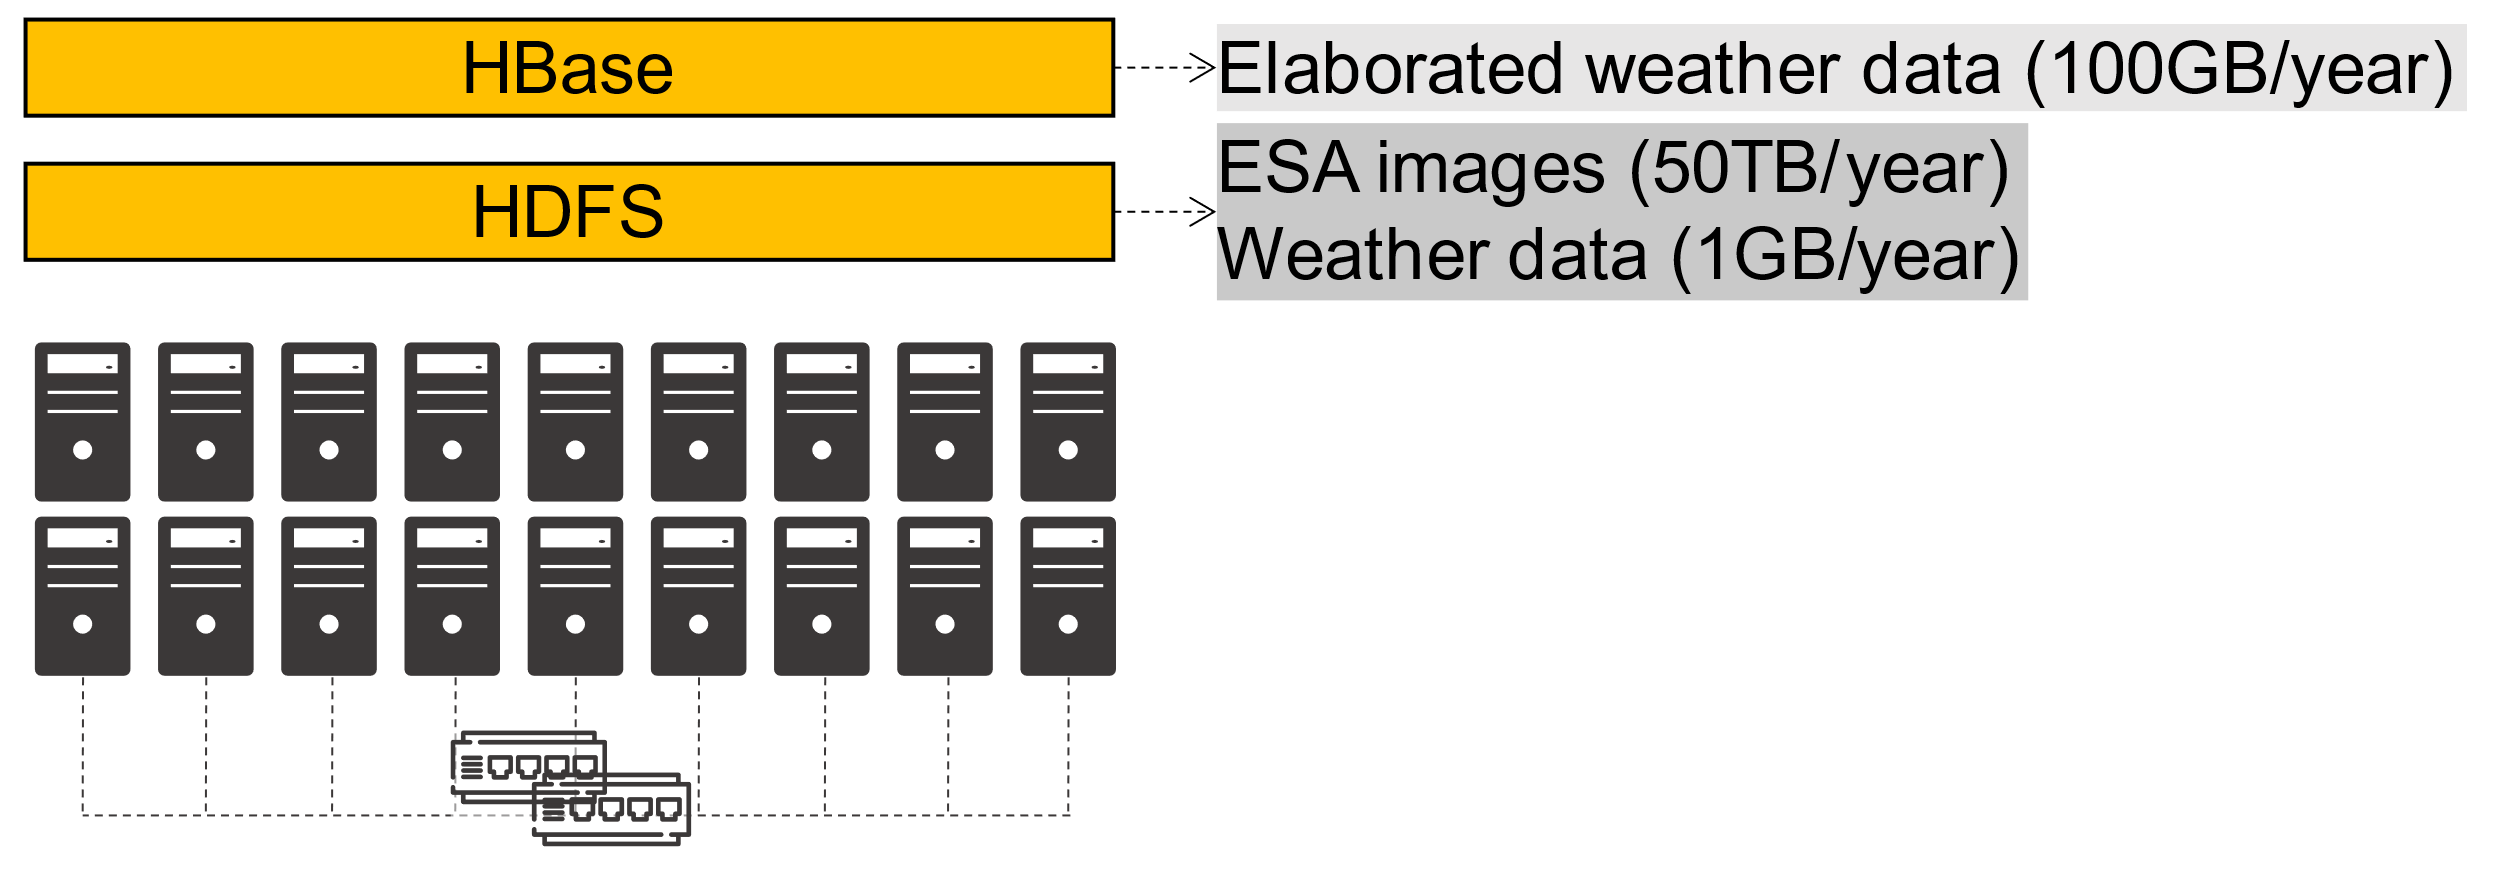 HBase
Elaborated weather data (100GB/year)
HDFS
ESA images (50TB/year)
Weather data (1GB/year)